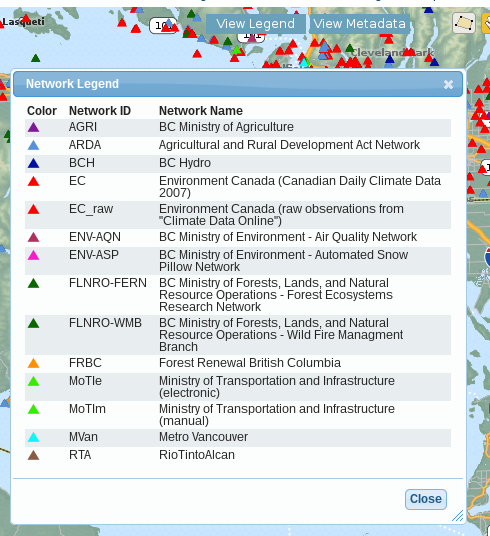 Lasqueti
View Legend
View Metadata
Network Legend
Color Network ID Network Name
AGRI BC Ministry of Agriculture
ARDA Agricultural and Rural Development Act Network
BCH BC Hydro
EC Environment Canada (Canadian Daily Climate Data
2007)
EC_raw Environment Canada (raw observations from
"Climate Data Online")
ENV-AQN BC Ministry of Environment - Air Quality Network
ENV-ASP BC Ministry of Environment - Automated Snow
Pillow Network
FLNRO-FERN BC Ministry of Forests, Lands, and Natural
Resource Operations - Forest Ecosystems
Research Network
FLNRO-WMB BC Ministry of Forests, Lands, and Natural
Resource Operations - Wild Fire Managment
Branch
FRBC Forest Renewal British Columbia
MoTIe Ministry of Transportation and Infrastructure
(electronic)
MoTIm Ministry of Transportation and Infrastructure
(manual)
MVan Metro Vancouver
RTA RioTintoAlcan
Close